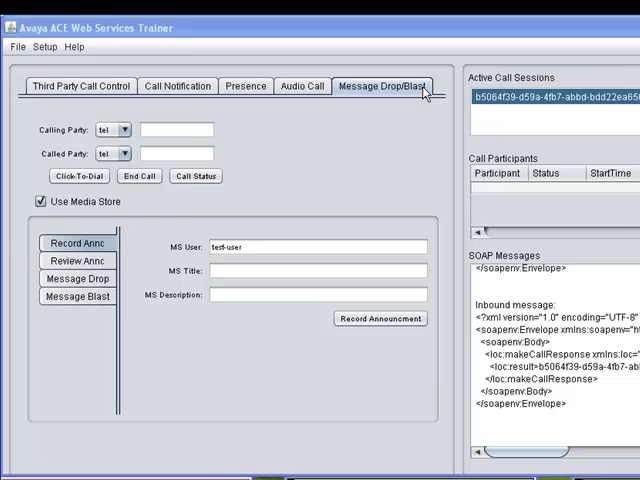 Avaya ACE Web Services Trainer
File Setup Help
Third Party Call Control Call Notification Presence Audio Call Message Drop/Blast
Calling Party: tel
Called Party: tel
Click-To-Dial End Call Call Status
Use Media Store
Record Annc
Review Annc
Message Drop
Message Blast
MS User: test-user
MS Title:
MS Description:
Record Announcment
Active Call Sessions
b5064f39-d59a-4fb7-abbd-bdd22ea656
Call Participants
Participant Status StartTime
SOAP Messages
</soapenv:Envelope>
Inbound message:
<?xml version="1.0" encoding="UTF-8"
<soapenv:Envelope xmlns:soapenv="h
<soapenv:Body>
<loc:makeCallResponse xmlns:loc=
<loc:result>b5064f39-d59a-4fb7-ab
</loc:makeCallResponse>
</soapenv:Body>
</soapenv:Envelope>